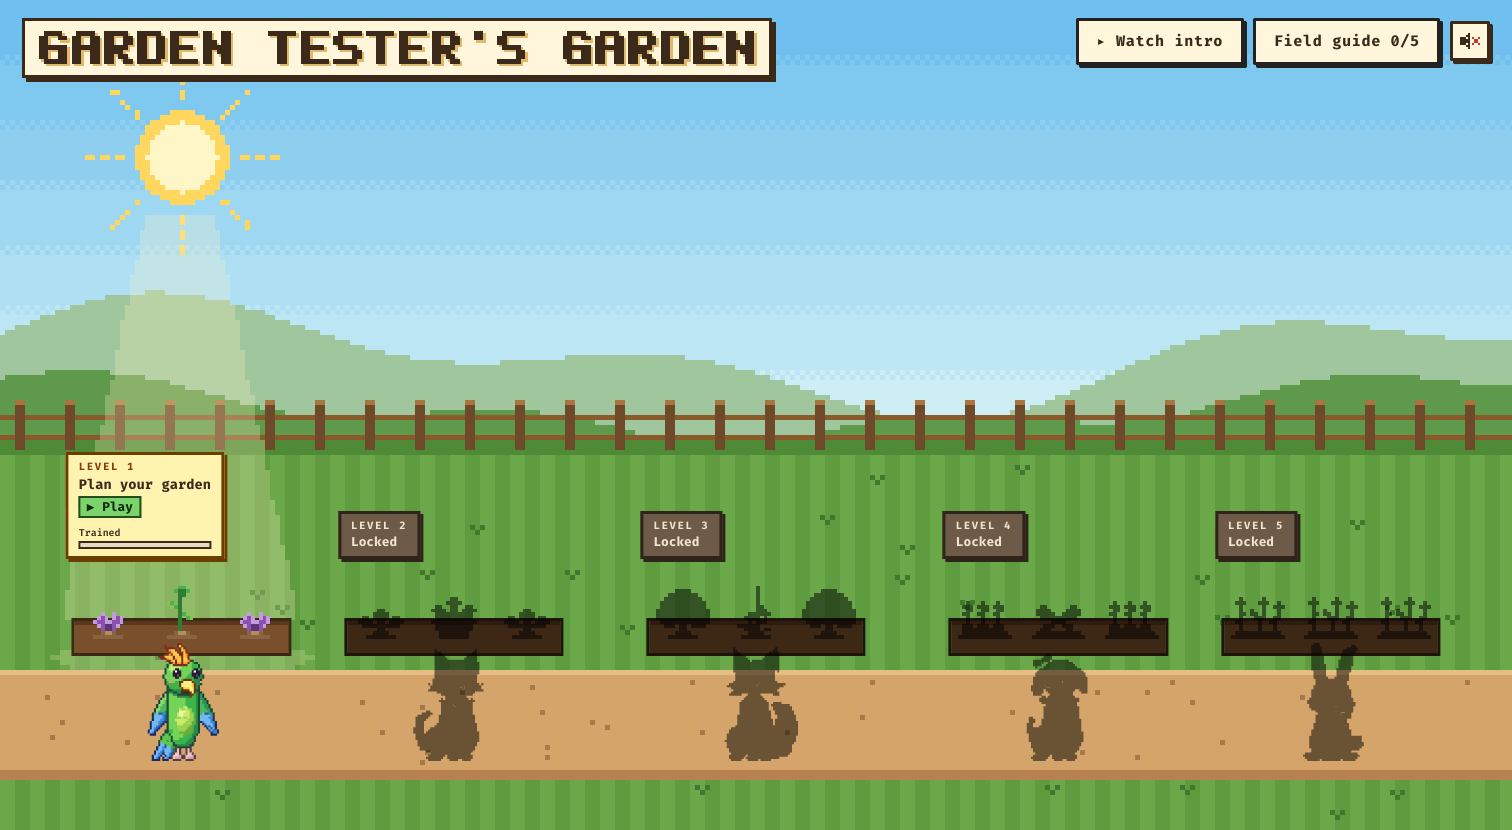 GARDEN TESTER'S GARDEN
▸ Watch intro
Field guide 0/5
LEVEL 1
Plan your garden
▶ Play
Trained
LEVEL 2
Locked
LEVEL 3
Locked
LEVEL 4
Locked
LEVEL 5
Locked